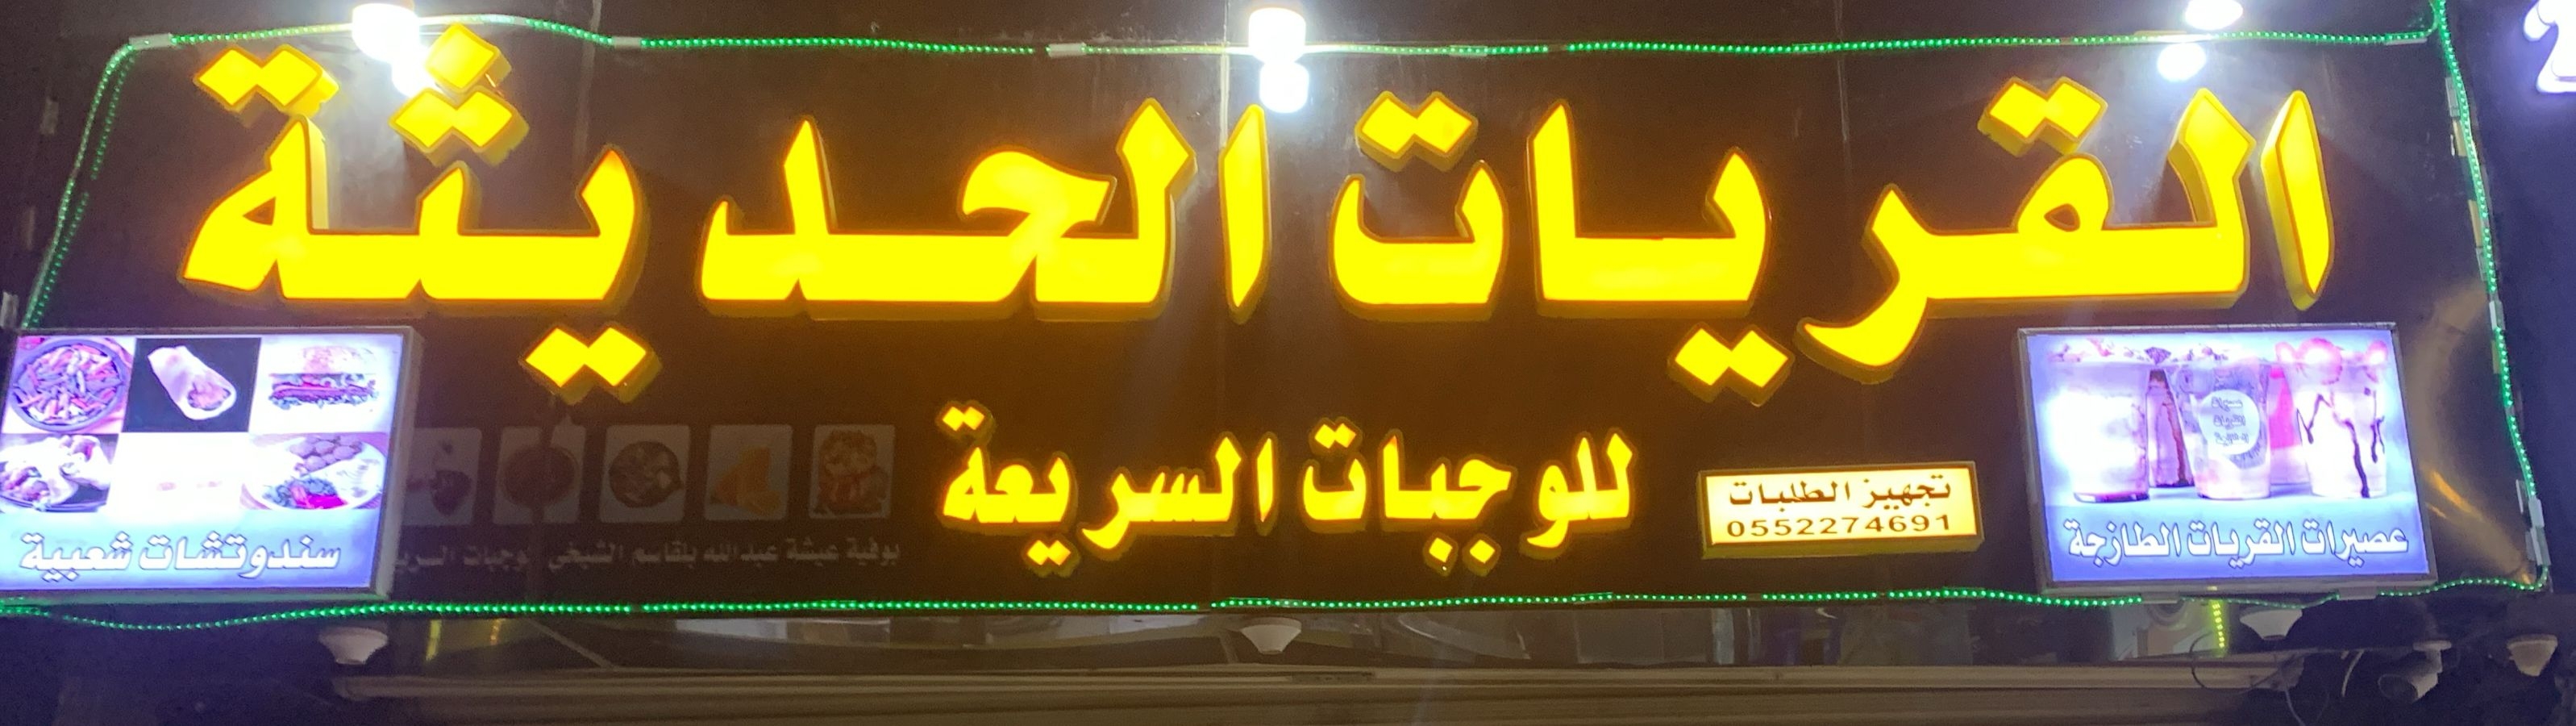 القريات الحديثة
للوجبات السريعة
تجهيز الطلبات
0552274691
عصيرات القريات الطازجة
سندوتشات شعبية
بوفية عيشة عبدالله بلقاسم الشيخي